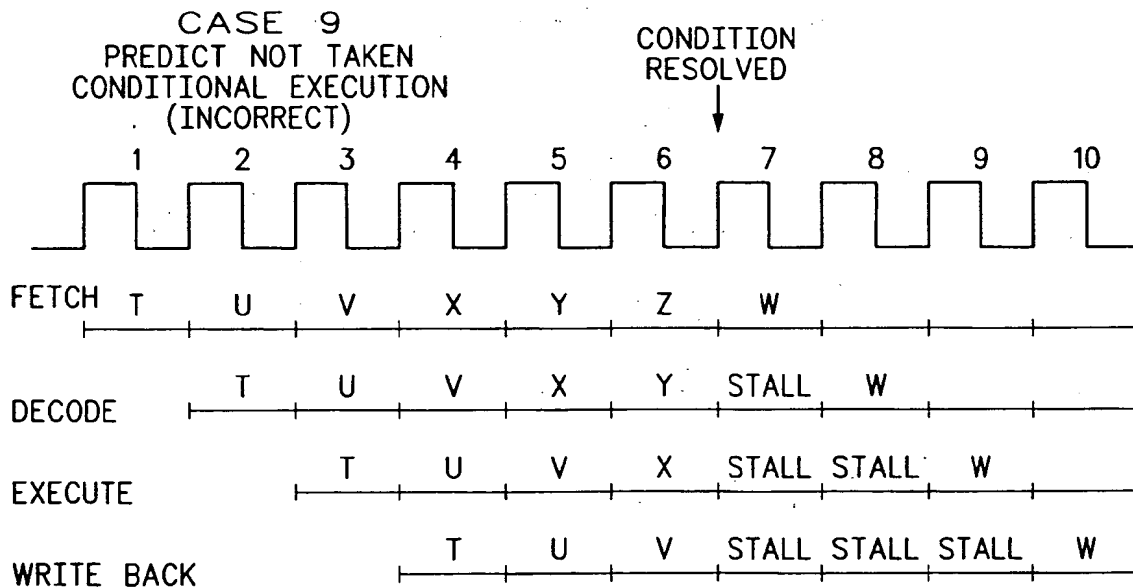 CASE 9
PREDICT NOT TAKEN
CONDITIONAL EXECUTION
(INCORRECT)
CONDITION
RESOLVED
1 2 3 4 5 6 7 8 9 10
FETCH T U V X Y Z W
DECODE T U V X Y STALL W
EXECUTE T U V X STALL STALL W
WRITE BACK T U V STALL STALL STALL W